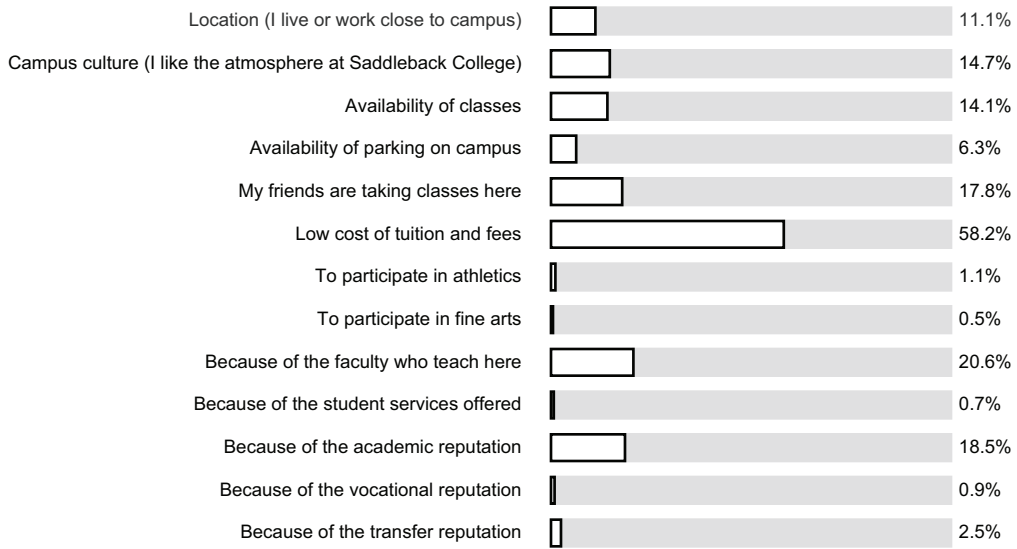 Location (I live or work close to campus) 11.1%
Campus culture (I like the atmosphere at Saddleback College) 14.7%
Availability of classes 14.1%
Availability of parking on campus 6.3%
My friends are taking classes here 17.8%
Low cost of tuition and fees 58.2%
To participate in athletics 1.1%
To participate in fine arts 0.5%
Because of the faculty who teach here 20.6%
Because of the student services offered 0.7%
Because of the academic reputation 18.5%
Because of the vocational reputation 0.9%
Because of the transfer reputation 2.5%